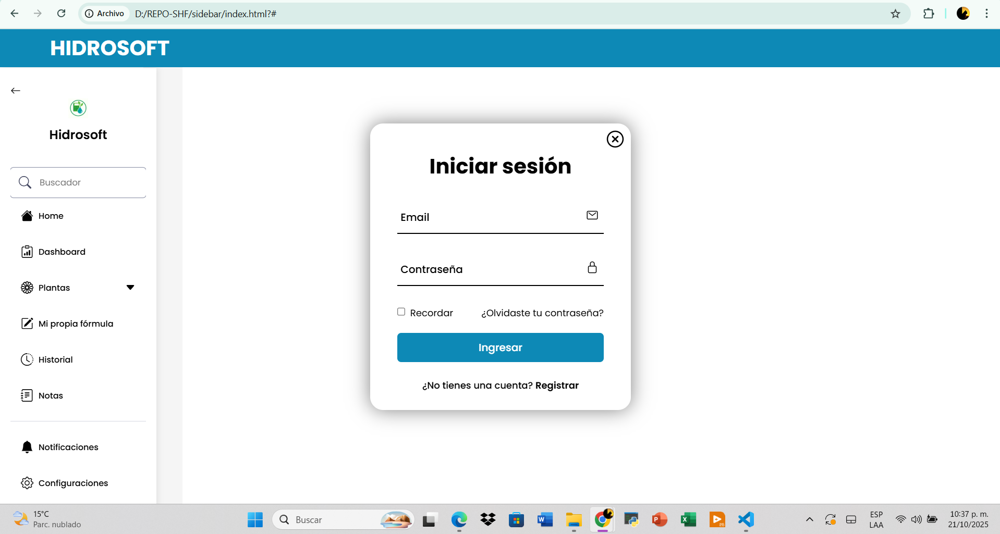 Archivo
D:/REPO-SHF/sidebar/index.html?#
HIDROSOFT
Hidrosoft
Buscador
Home
Dashboard
Plantas
Mi propia fórmula
Historial
Notas
Notificaciones
Configuraciones
Iniciar sesión
Email
Contraseña
Recordar ¿Olvidaste tu contraseña?
Ingresar
¿No tienes una cuenta? Registrar
15°C
Parc. nublado
Buscar
ESP
LAA
10:37 p. m.
21/10/2025